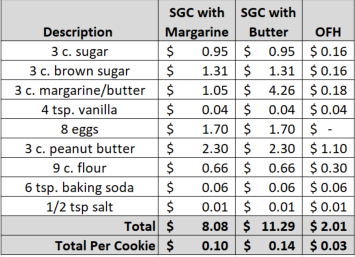 Description SGC with Margarine SGC with Butter OFH
3 c. sugar $ 0.95 $ 0.95 $ 0.16
3 c. brown sugar $ 1.31 $ 1.31 $ 0.16
3 c. margarine/butter $ 1.05 $ 4.26 $ 0.18
4 tsp. vanilla $ 0.04 $ 0.04 $ 0.04
8 eggs $ 1.70 $ 1.70 $ -
3 c. peanut butter $ 2.30 $ 2.30 $ 1.10
9 c. flour $ 0.66 $ 0.66 $ 0.30
6 tsp. baking soda $ 0.06 $ 0.06 $ 0.06
1/2 tsp salt $ 0.01 $ 0.01 $ 0.01
Total $ 8.08 $ 11.29 $ 2.01
Total Per Cookie $ 0.10 $ 0.14 $ 0.03